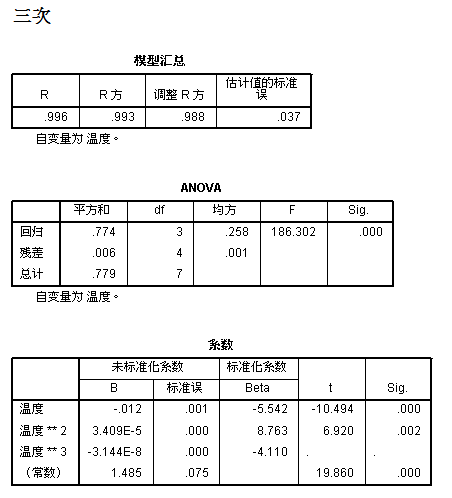 三次
模型汇总
R R 方 调整 R 方 估计值的标准误
.996 .993 .988 .037
自变量为 温度。
ANOVA
平方和 df 均方 F Sig.
回归 .774 3 .258 186.302 .000
残差 .006 4 .001
总计 .779 7
自变量为 温度。
系数
未标准化系数 标准化系数 t Sig.
B 标准误 Beta
温度 -.012 .001 -5.542 -10.494 .000
温度 ** 2 3.409E-5 .000 8.763 6.920 .002
温度 ** 3 -3.144E-8 .000 -4.110 . .
（常数） 1.485 .075 19.860 .000